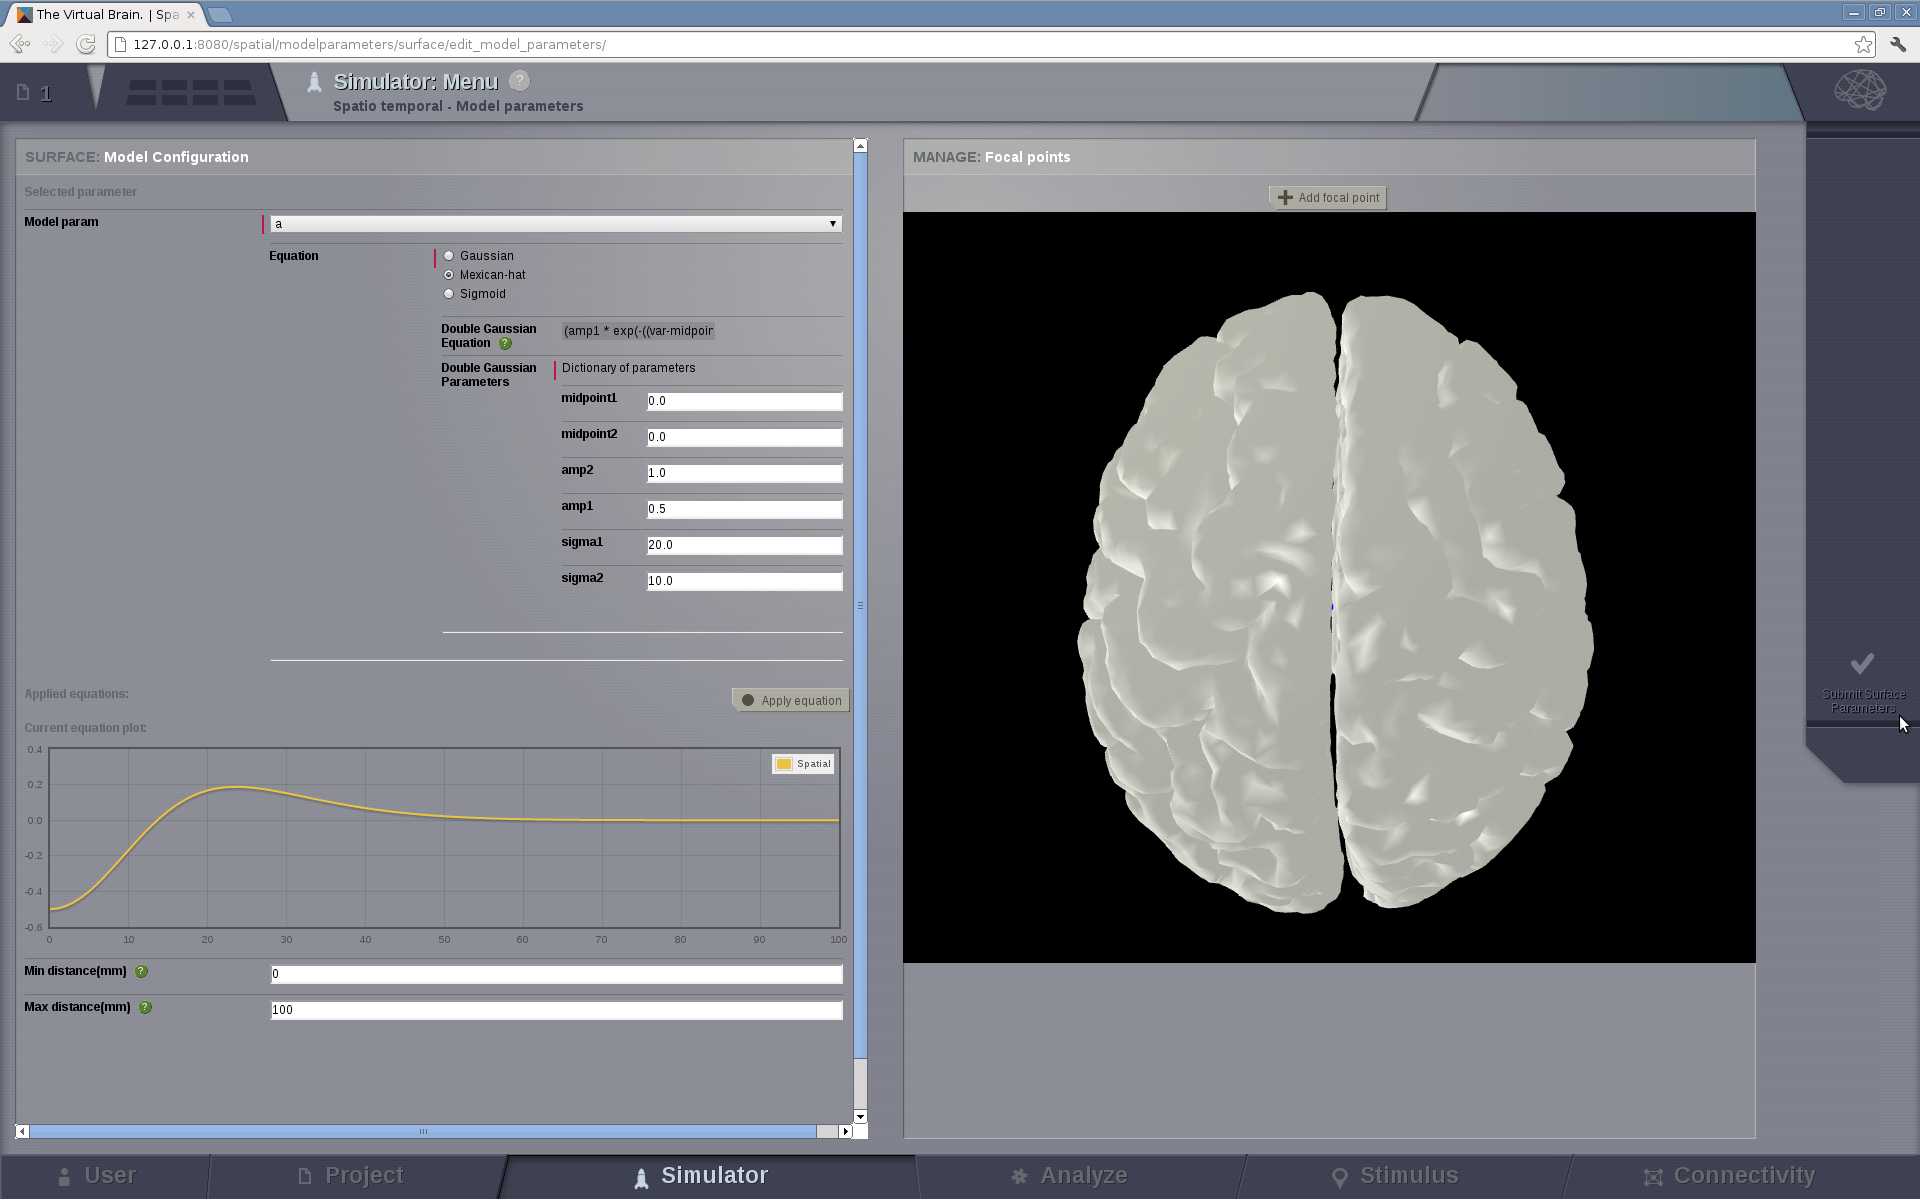 The Virtual Brain. | Spa
127.0.0.1:8080/spatial/modelparameters/surface/edit_model_parameters/
1
Simulator: Menu ?
Spatio temporal - Model parameters
SURFACE: Model Configuration
Selected parameter
Model param
a
Equation
Gaussian
Mexican-hat
Sigmoid
Double Gaussian
Equation ?
(amp1 * exp(-((var-midpoir
Double Gaussian
Parameters
Dictionary of parameters
midpoint1 0.0
midpoint2 0.0
amp2 1.0
amp1 0.5
sigma1 20.0
sigma2 10.0
Applied equations:
Apply equation
Current equation plot:
Spatial
0.4
0.2
0.0
-0.2
-0.4
-0.6
0 10 20 30 40 50 60 70 80 90 100
Min distance(mm) ? 0
Max distance(mm) ? 100
MANAGE: Focal points
Add focal point
Submit Surface
Parameters
User Project Simulator Analyze Stimulus Connectivity